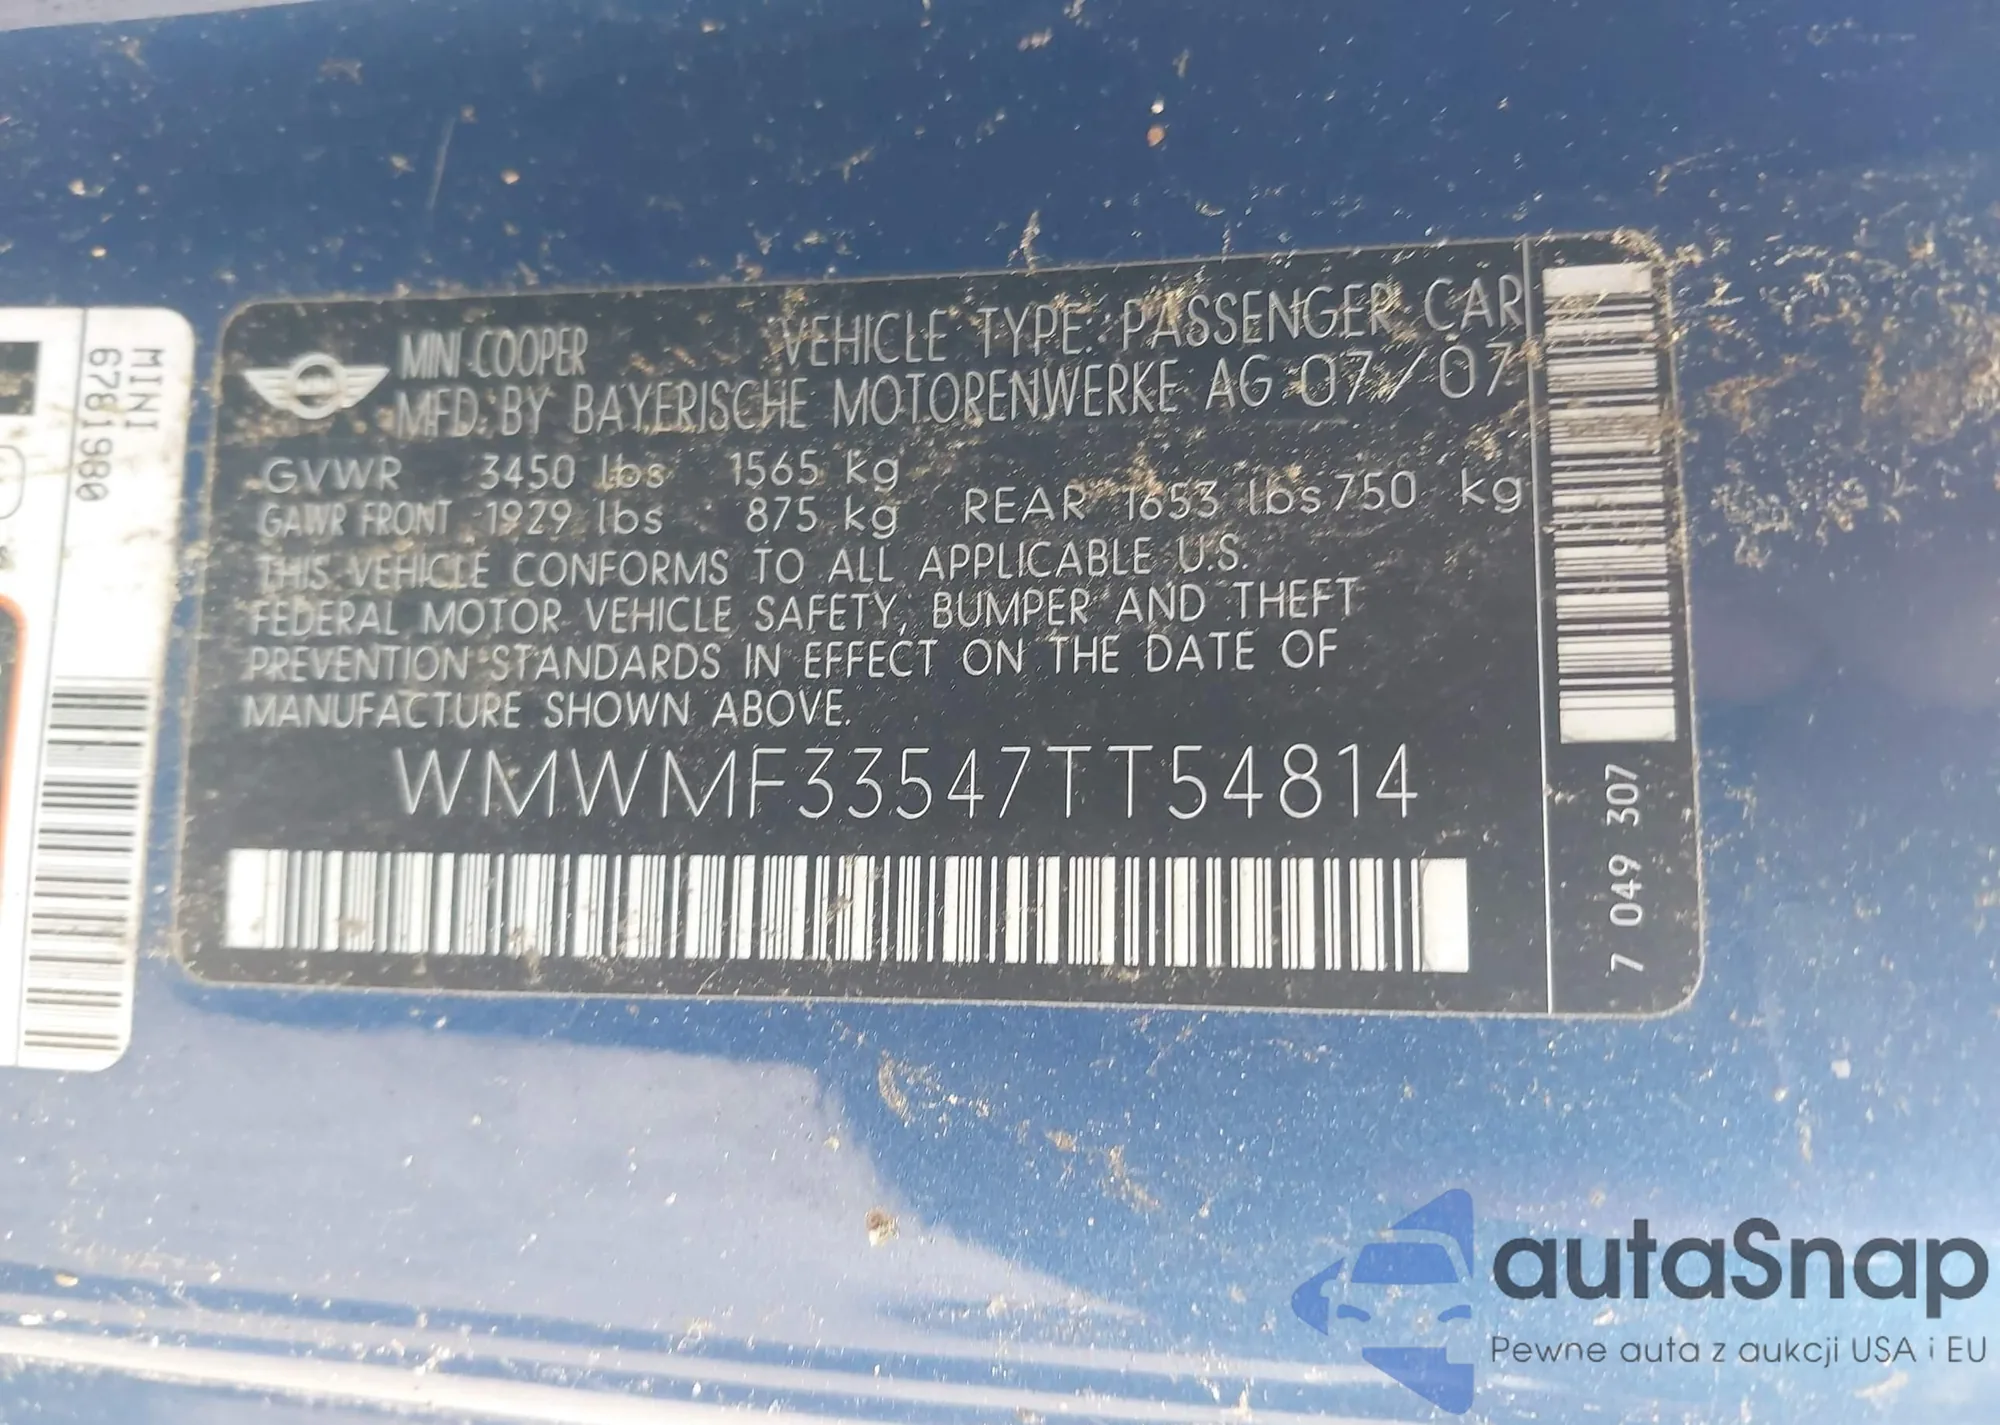 MINI COOPER VEHICLE TYPE: PASSENGER CAR
MFD. BY BAYERISCHE MOTORENWERKE AG 07/07
GVWR 3450 lbs 1565 kg
GAWR FRONT 1929 lbs 875 kg REAR 1653 lbs 750 kg
THIS VEHICLE CONFORMS TO ALL APPLICABLE U.S.
FEDERAL MOTOR VEHICLE SAFETY, BUMPER AND THEFT
PREVENTION STANDARDS IN EFFECT ON THE DATE OF
MANUFACTURE SHOWN ABOVE.
WMWMF33547TT54814
7 049 307
MINI
6781980
autaSnap
Pewne auta z aukcji USA i EU